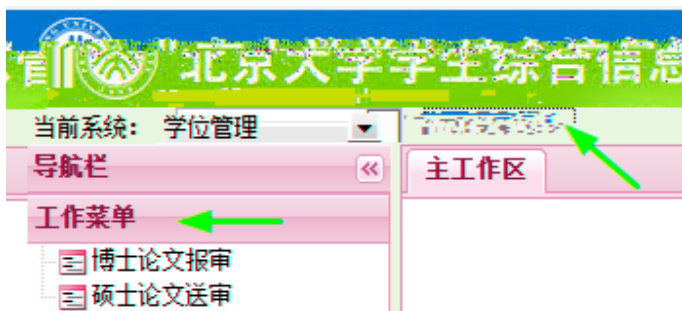 北京大学学生综合信息
当前系统： 学位管理
导航栏
主工作区
工作菜单
博士论文报审
硕士论文送审